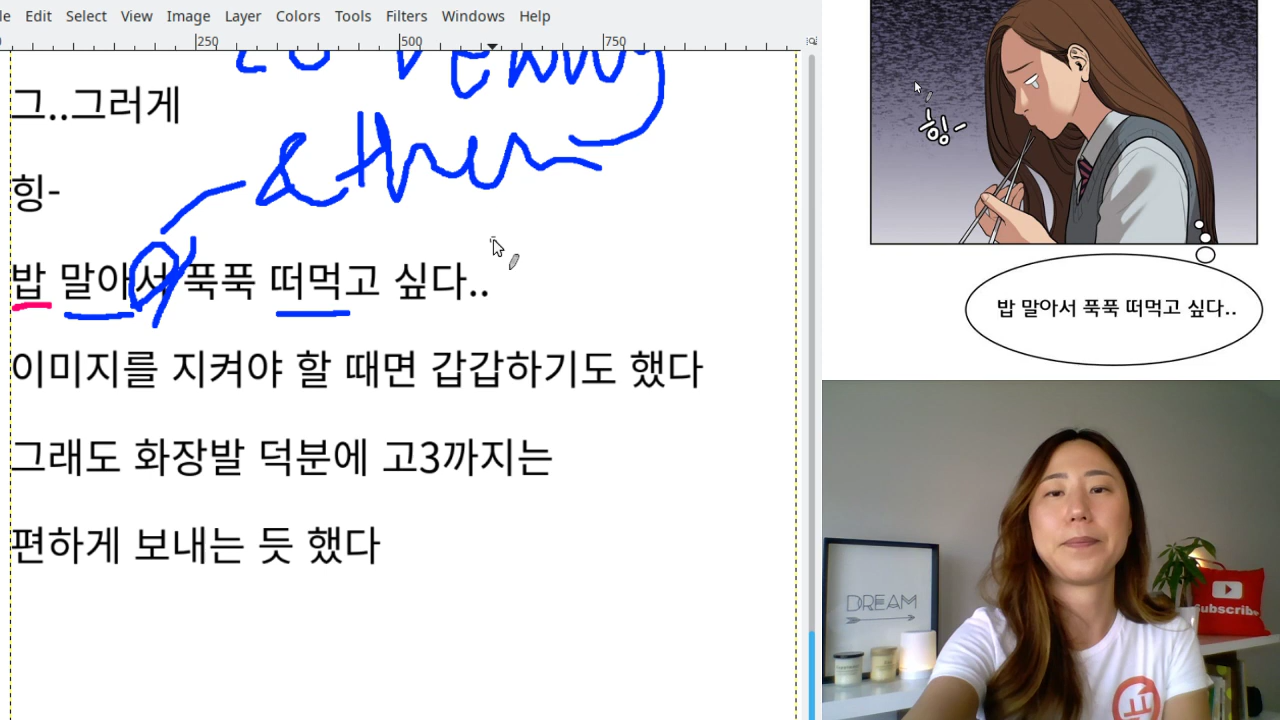 Edit Select View Image Layer Colors Tools Filters Windows Help
250 500 750
그..그러게
& then
힝-
밥 말아서 푹푹 떠먹고 싶다..
이미지를 지켜야 할 때면 갑갑하기도 했다
그래도 화장발 덕분에 고3까지는
편하게 보내는 듯 했다
힝-
밥 말아서 푹푹 떠먹고 싶다..
DREAM
Subscribe